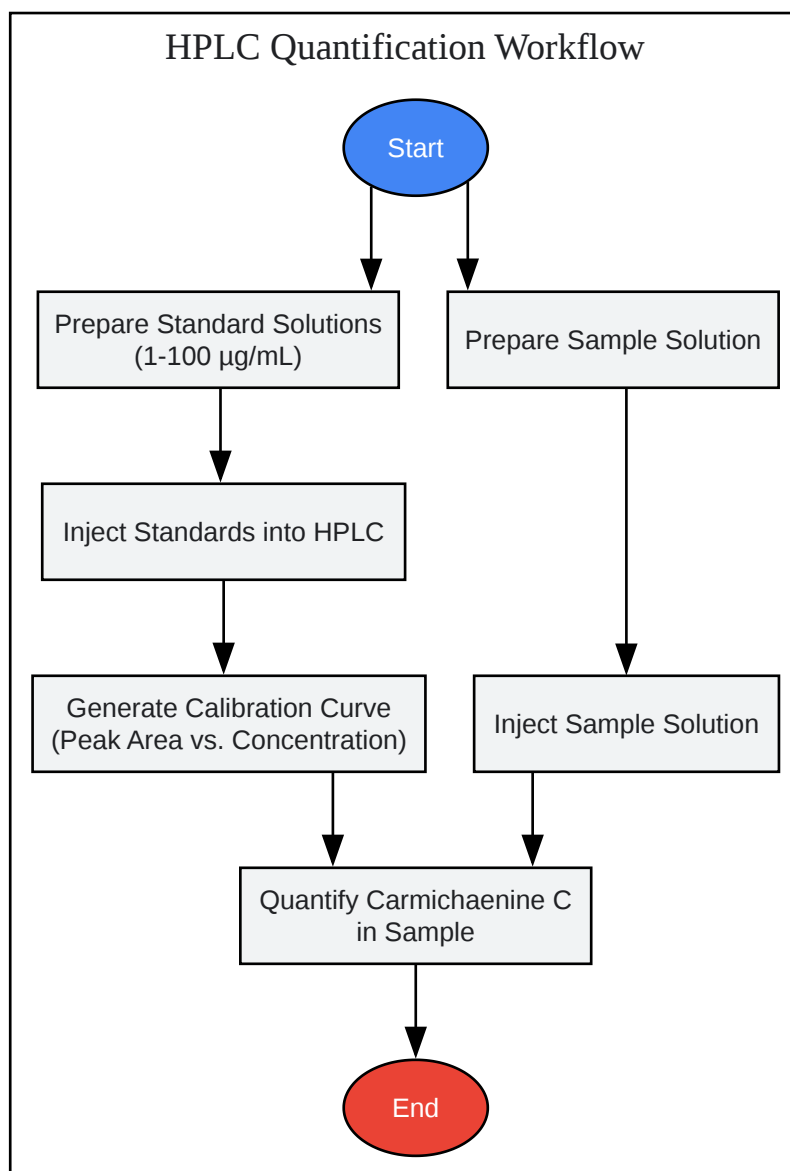 HPLC Quantification Workflow
Start
Prepare Standard Solutions
(1-100 µg/mL)
Prepare Sample Solution
Inject Standards into HPLC
Generate Calibration Curve
(Peak Area vs. Concentration)
Inject Sample Solution
Quantify Carmichaenine C
in Sample
End